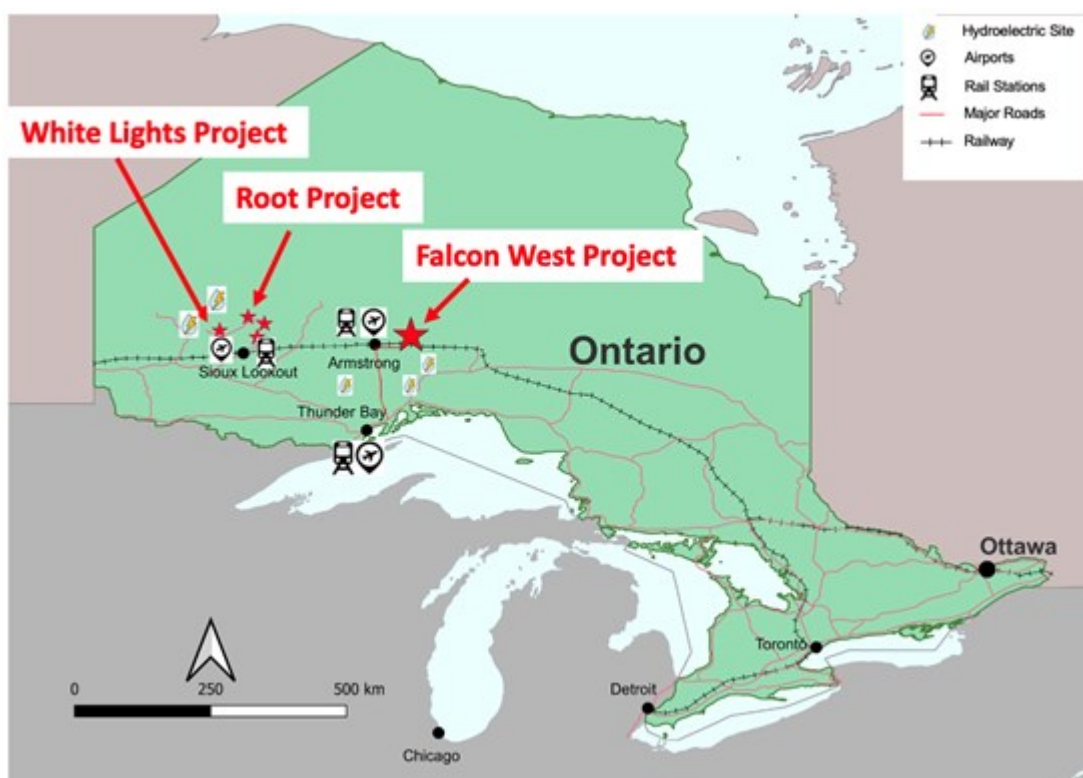 Hydroelectric Site
Airports
Rail Stations
Major Roads
Railway
White Lights Project
Root Project
Falcon West Project
Ontario
Sioux Lookout
Armstrong
Thunder Bay
Ottawa
Toronto
Detroit
Chicago
0 250 500 km